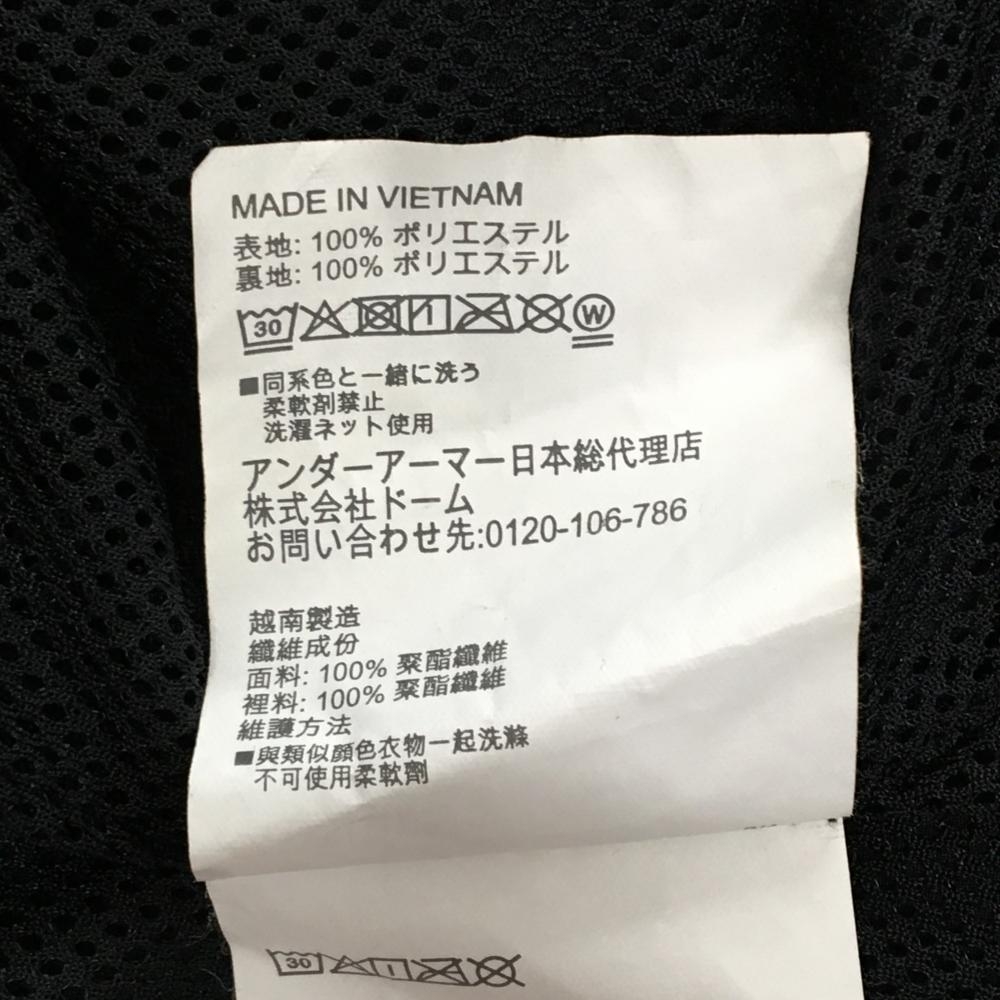 MADE IN VIETNAM
表地: 100% ポリエステル
裏地: 100% ポリエステル
30 W
■同系色と一緒に洗う
柔軟剤禁止
洗濯ネット使用
アンダーアーマー日本総代理店
株式会社ドーム
お問い合わせ先:0120-106-786
越南製造
纖維成份
面料: 100% 聚酯纖維
裡料: 100% 聚酯纖維
維護方法
■與類似顏色衣物一起洗滌
不可使用柔軟劑
30